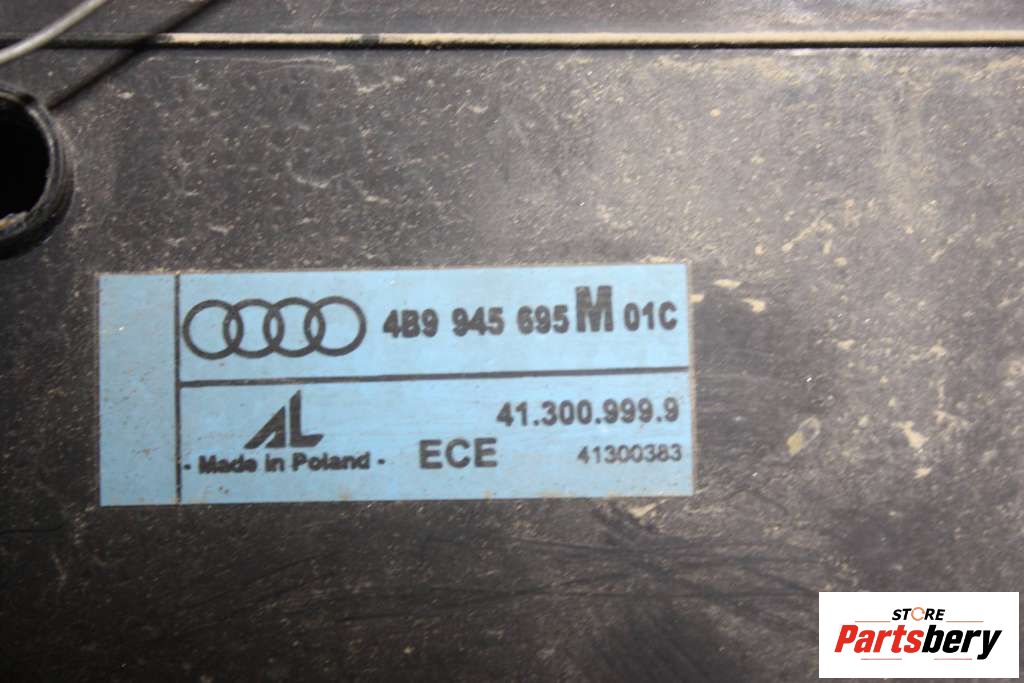 4B9 945 695 M 01C
AL
41.300.999.9
- Made in Poland - ECE 41300383
STORE
Partsbery